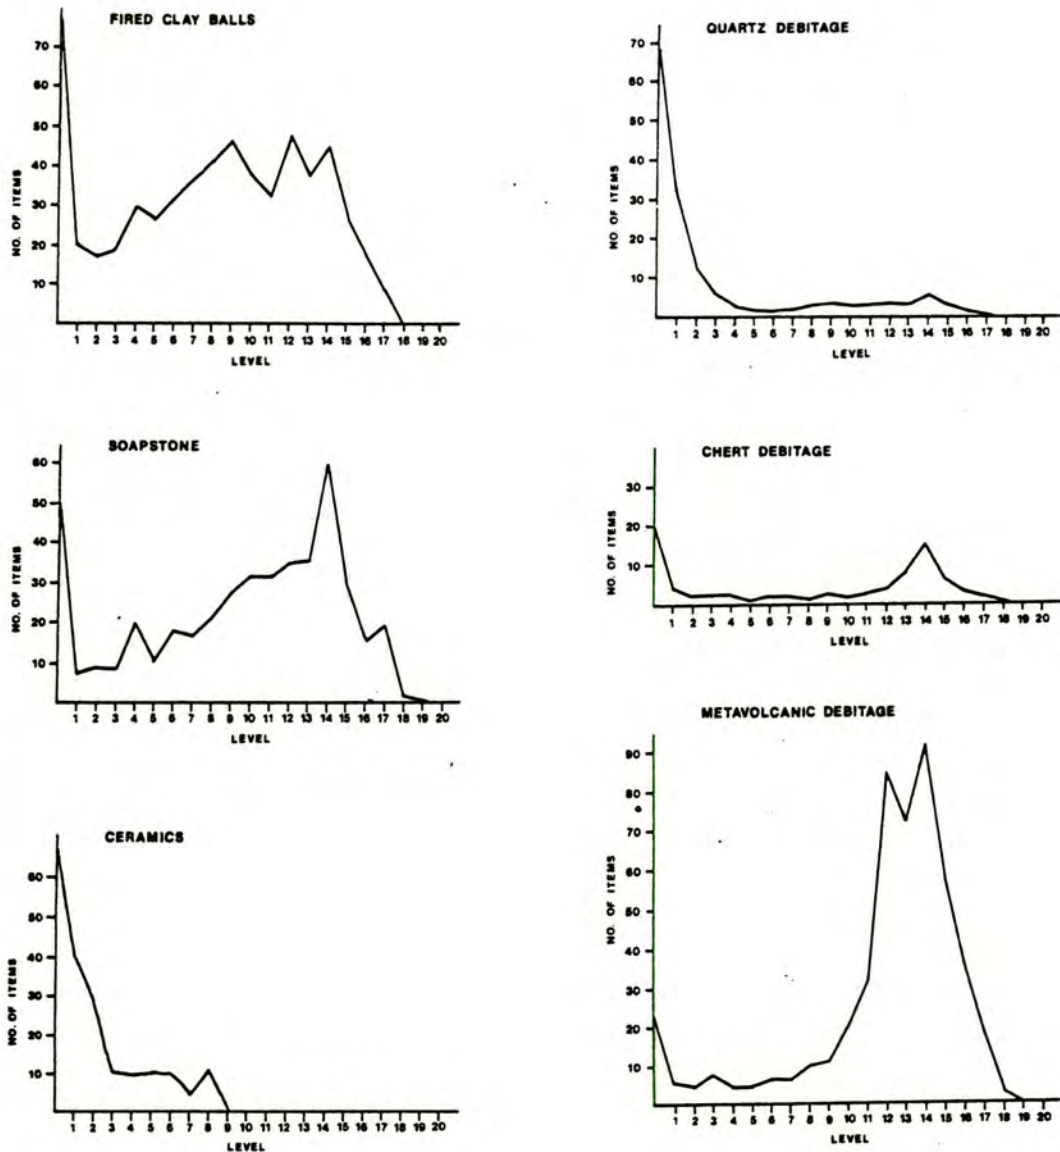 FIRED CLAY BALLS
NO. OF ITEMS
70
60
50
40
30
20
10
1 2 3 4 5 6 7 8 9 10 11 12 13 14 15 16 17 18 19 20
LEVEL
QUARTZ DEBITAGE
NO. OF ITEMS
70
60
50
40
30
20
10
1 2 3 4 5 6 7 8 9 10 11 12 13 14 15 16 17 18 19 20
LEVEL
SOAPSTONE
NO. OF ITEMS
60
50
40
30
20
10
1 2 3 4 5 6 7 8 9 10 11 12 13 14 15 16 17 18 19 20
LEVEL
CHERT DEBITAGE
NO. OF ITEMS
30
20
10
1 2 3 4 5 6 7 8 9 10 11 12 13 14 15 16 17 18 19 20
LEVEL
CERAMICS
NO. OF ITEMS
60
50
40
30
20
10
1 2 3 4 5 6 7 8 9 10 11 12 13 14 15 16 17 18 19 20
LEVEL
METAVOLCANIC DEBITAGE
NO. OF ITEMS
90
80
70
60
50
40
30
20
10
1 2 3 4 5 6 7 8 9 10 11 12 13 14 15 16 17 18 19 20
LEVEL